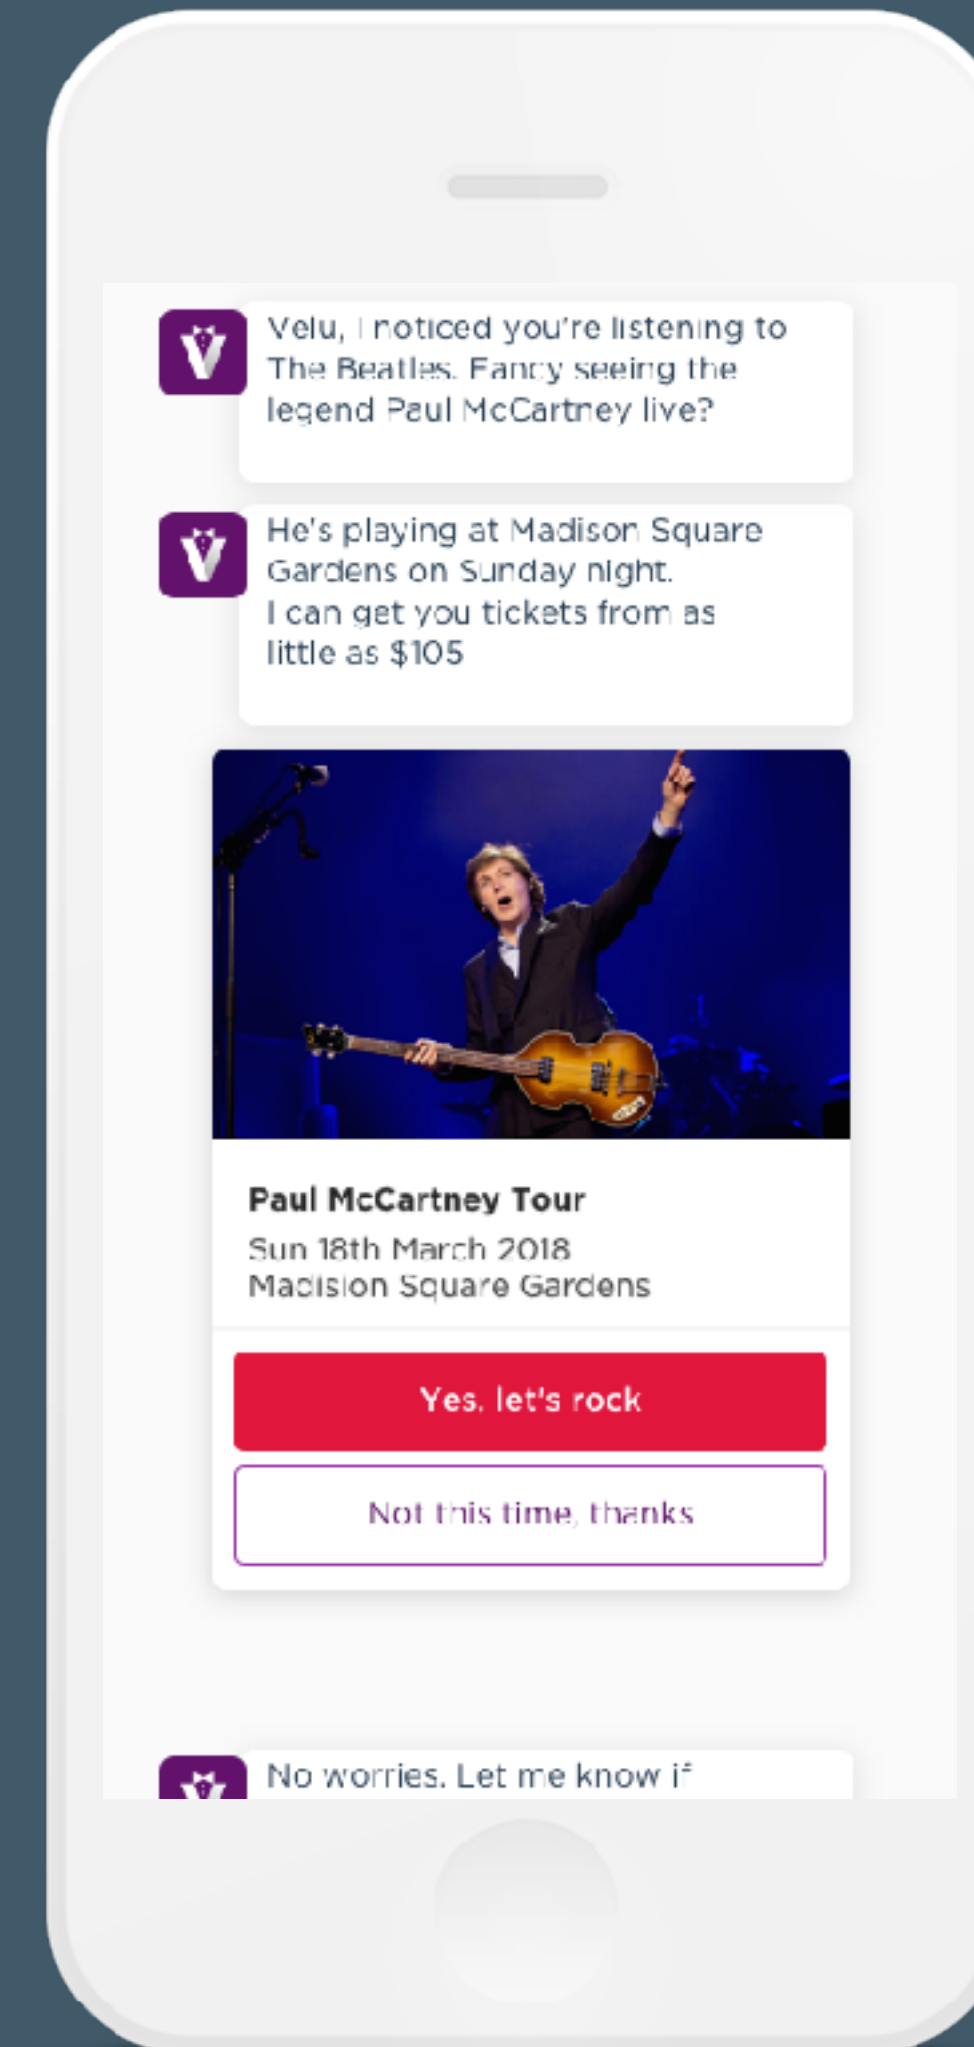 Velu, I noticed you're listening to
The Beatles. Fancy seeing the
legend Paul McCartney live?
He's playing at Madison Square
Gardens on Sunday night.
I can get you tickets from as
little as $105
Paul McCartney Tour
Sun 18th March 2018
Madision Square Gardens
Yes, let's rock
Not this time, thanks
No worries. Let me know if